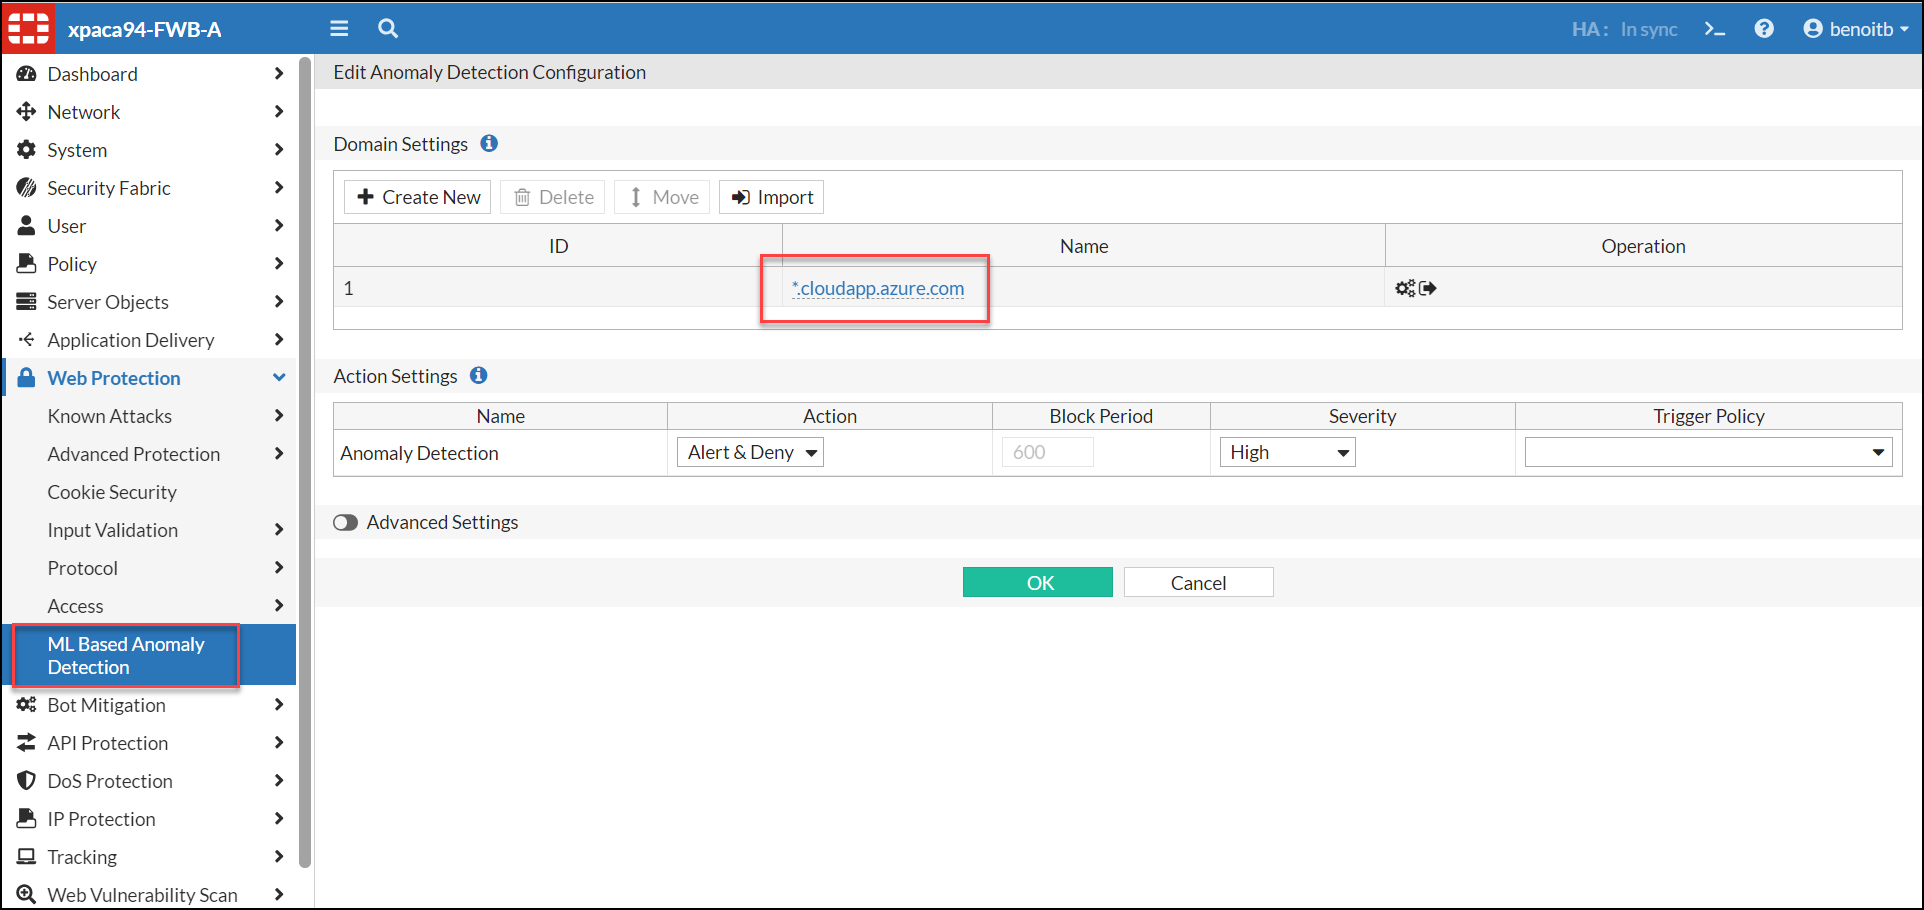 xpaca94-FWB-A
HA: In sync
benoitb
Dashboard
Network
System
Security Fabric
User
Policy
Server Objects
Application Delivery
Web Protection
Known Attacks
Advanced Protection
Cookie Security
Input Validation
Protocol
Access
ML Based Anomaly
Detection
Bot Mitigation
API Protection
DoS Protection
IP Protection
Tracking
Web Vulnerability Scan
Edit Anomaly Detection Configuration
Domain Settings
Create New Delete Move Import
ID Name Operation
1 *.cloudapp.azure.com
Action Settings
Name Action Block Period Severity Trigger Policy
Anomaly Detection Alert & Deny 600 High
Advanced Settings
OK Cancel